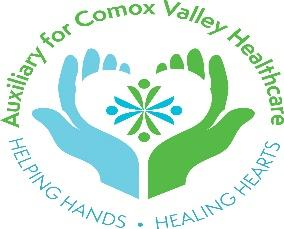 Auxiliary for Comox Valley Healthcare
HELPING HANDS • HEALING HEARTS